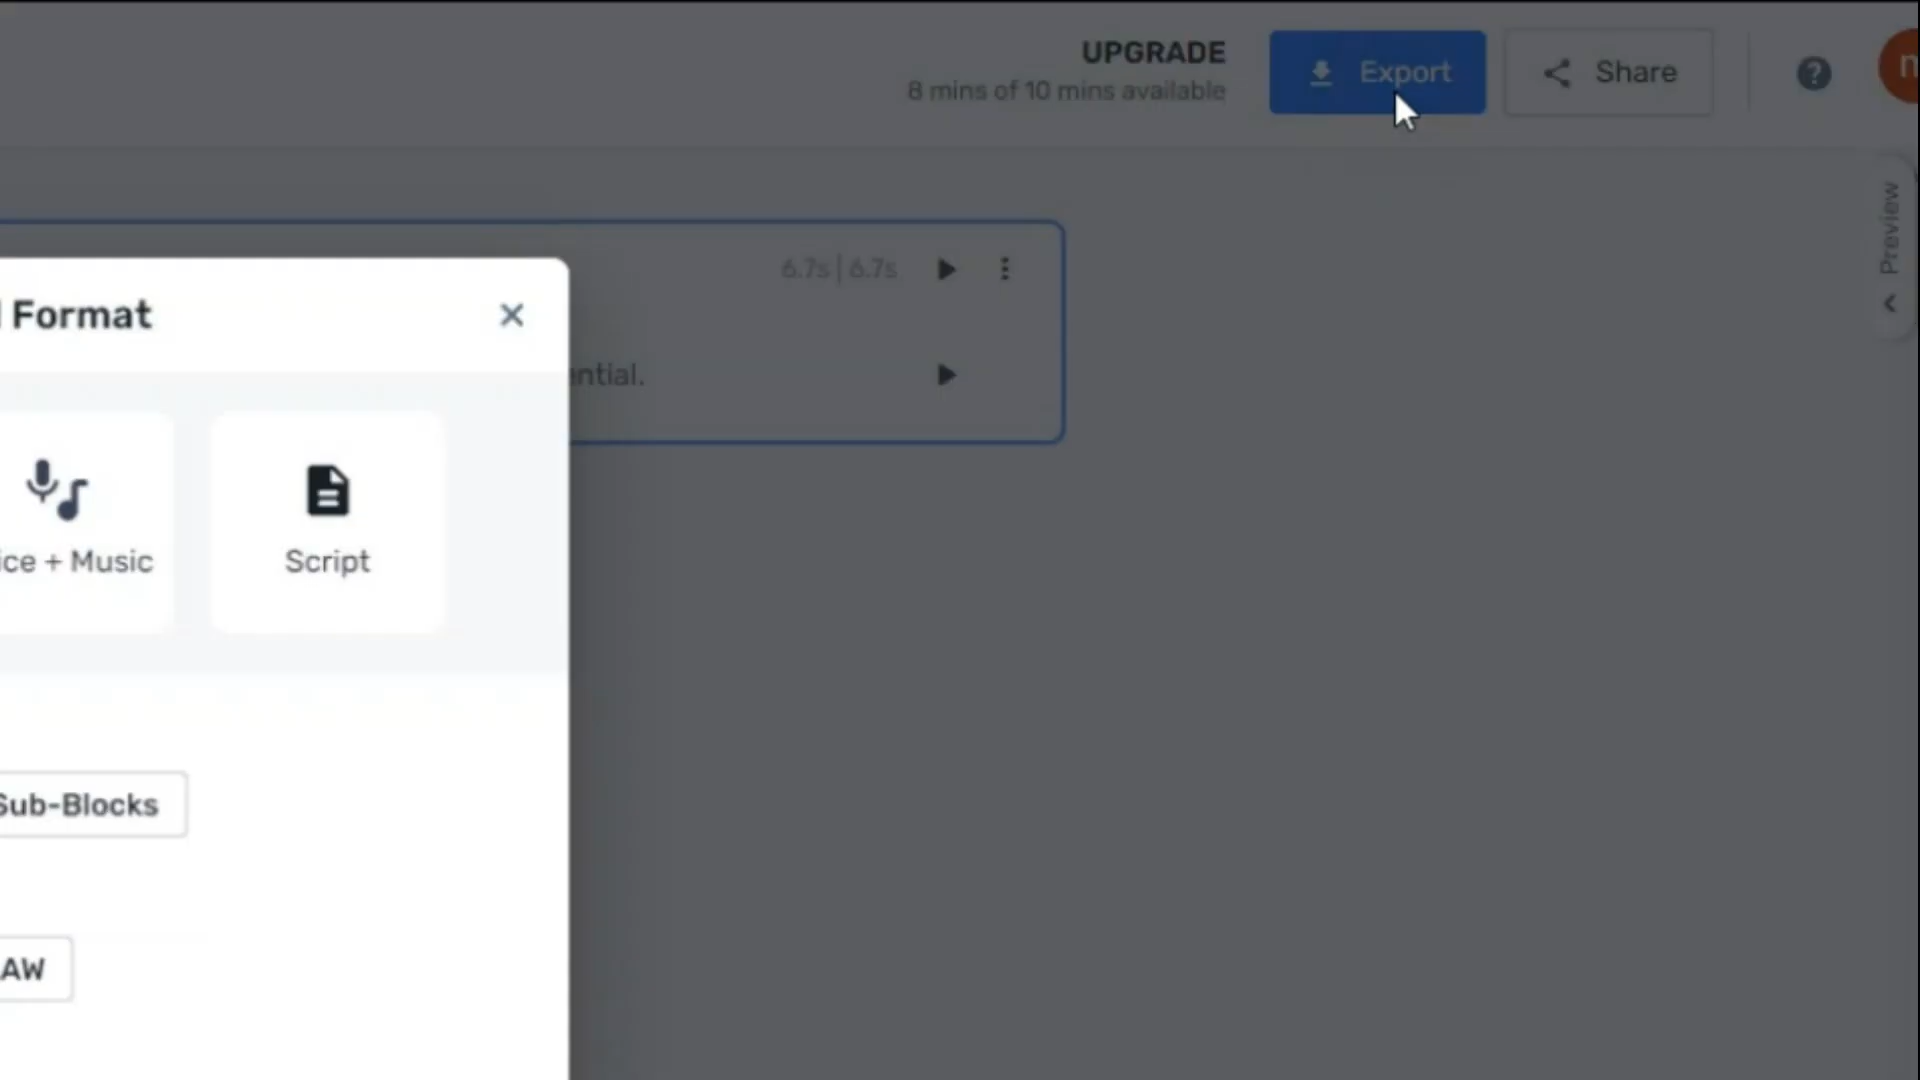 UPGRADE
8 mins of 10 mins available
Export
Share
?
Preview
6.7s | 6.7s
Format
ntial.
ice + Music
Script
Sub-Blocks
AW